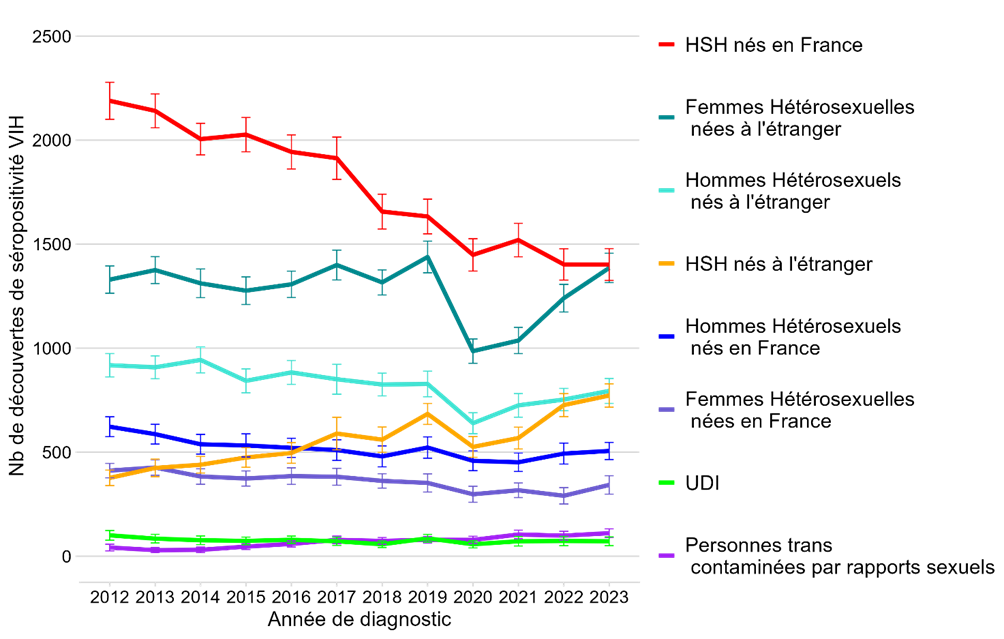 Nb de découvertes de séropositivité VIH
2500
2000
1500
1000
500
0
2012 2013 2014 2015 2016 2017 2018 2019 2020 2021 2022 2023
Année de diagnostic
HSH nés en France
Femmes Hétérosexuelles
nées à l'étranger
Hommes Hétérosexuels
nés à l'étranger
HSH nés à l'étranger
Hommes Hétérosexuels
nés en France
Femmes Hétérosexuelles
nées en France
UDI
Personnes trans
contaminées par rapports sexuels